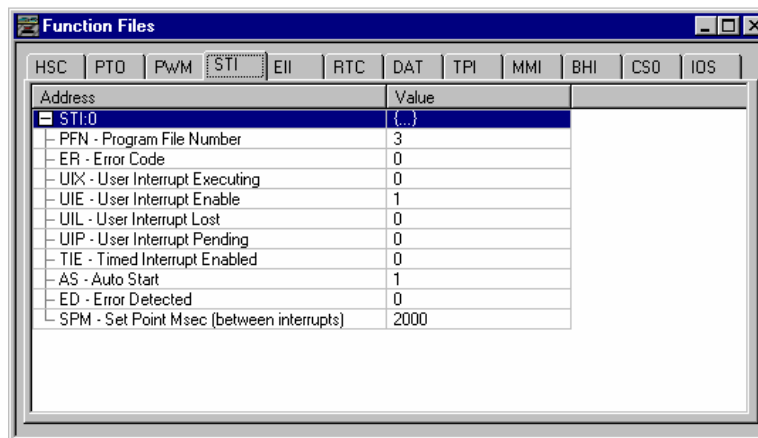 Function Files
HSC PTO PWM STI EII RTC DAT TPI MMI BHI CS0 IOS
Address Value
STI:0 {...}
PFN - Program File Number 3
ER - Error Code 0
UIX - User Interrupt Executing 0
UIE - User Interrupt Enable 1
UIL - User Interrupt Lost 0
UIP - User Interrupt Pending 0
TIE - Timed Interrupt Enabled 0
AS - Auto Start 1
ED - Error Detected 0
SPM - Set Point Msec (between interrupts) 2000